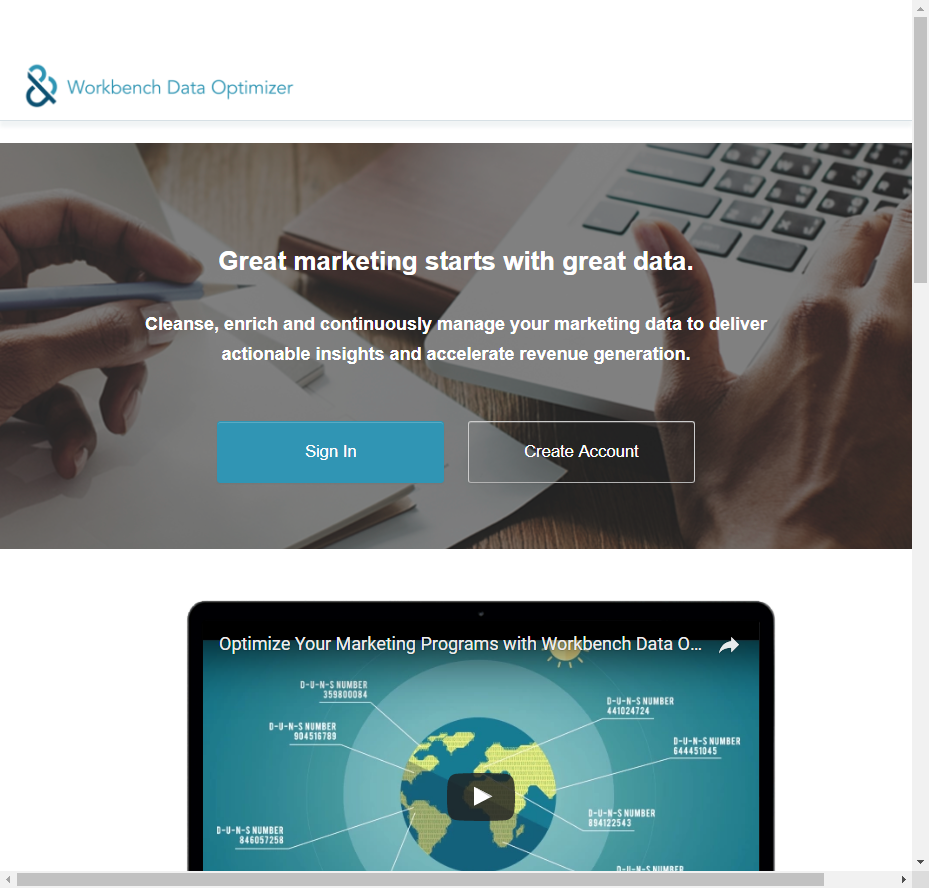 Workbench Data Optimizer
Great marketing starts with great data.
Cleanse, enrich and continuously manage your marketing data to deliver
actionable insights and accelerate revenue generation.
Sign In
Create Account
Optimize Your Marketing Programs with Workbench Data O...
D-U-N-S NUMBER
359800084
D-U-N-S NUMBER
441024724
D-U-N-S NUMBER
904516789
D-U-N-S NUMBER
644451045
D-U-N-S NUMBER
894122543
D-U-N-S NUMBER
846057258
D-U-N-S NUMBER